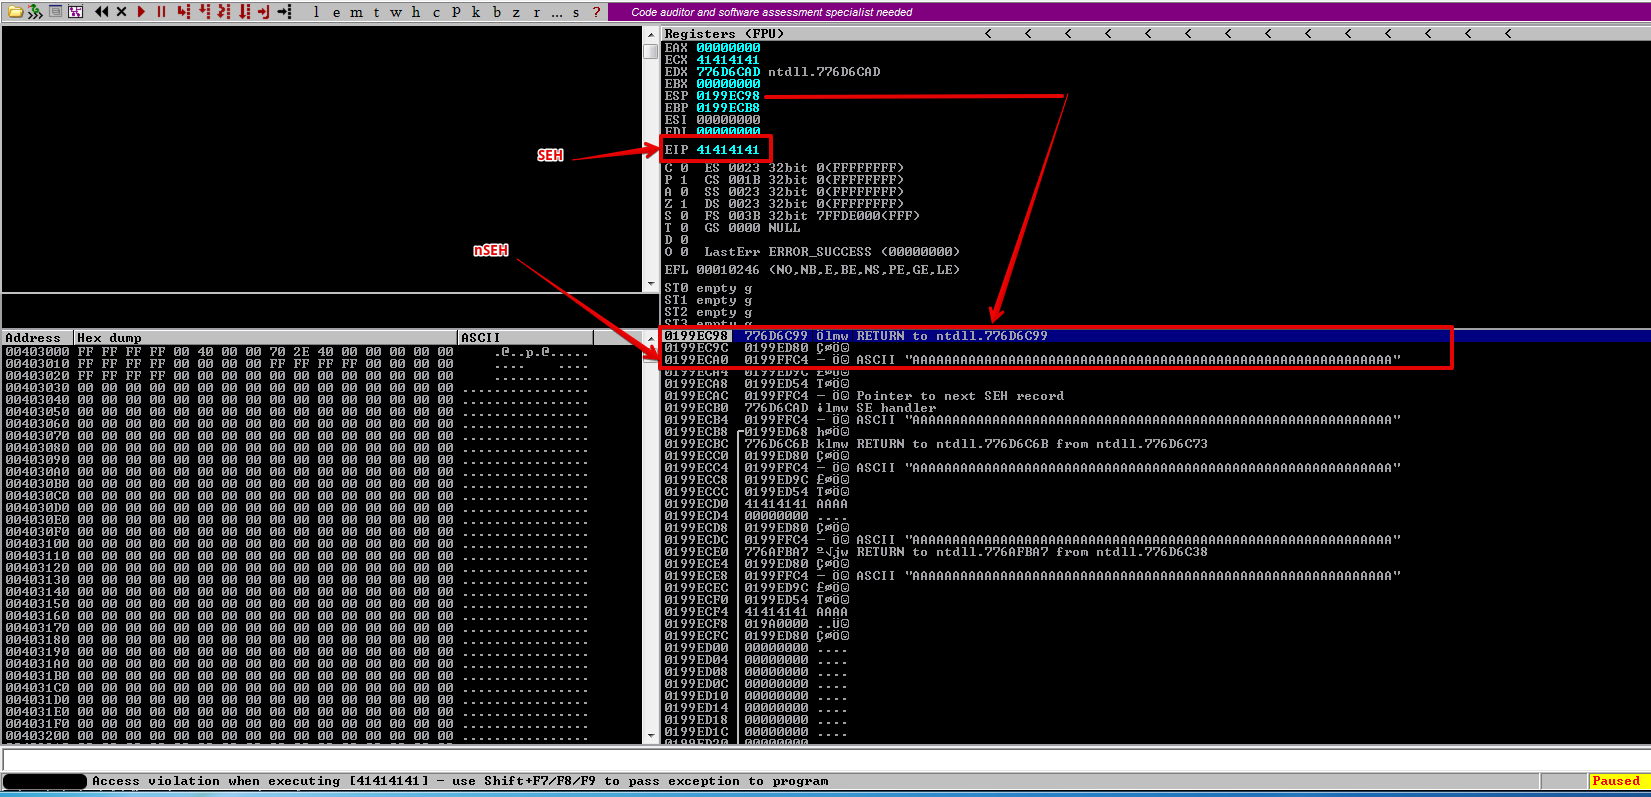 l e m t w h c p k b z r ... s ?
Code auditor and software assessment specialist needed
Registers (FPU) < < < < < < < < < < < < < <
EAX 00000000
ECX 41414141
EDX 776D6CAD ntdll.776D6CAD
EBX 00000000
ESP 0199EC98
EBP 0199ECB8
ESI 00000000
EDI 00000000
SEH
EIP 41414141
C 0 ES 0023 32bit 0(FFFFFFFF)
P 1 CS 001B 32bit 0(FFFFFFFF)
A 0 SS 0023 32bit 0(FFFFFFFF)
Z 1 DS 0023 32bit 0(FFFFFFFF)
S 0 FS 003B 32bit 7FFDE000(FFF)
T 0 GS 0000 NULL
D 0
nSEH
O 0 LastErr ERROR_SUCCESS (00000000)
EFL 00010246 (NO,NB,E,BE,NS,PE,GE,LE)
ST0 empty g
ST1 empty g
ST2 empty g
ST3 empty g
Address Hex dump ASCII
00403000 FF FF FF FF 00 40 00 00 70 2E 40 00 00 00 00 00 .@..p.@.....
00403010 FF FF FF FF 00 00 00 00 FF FF FF FF 00 00 00 00 .... ....
00403020 FF FF FF FF 00 00 00 00 00 00 00 00 00 00 00 00 ............
00403030 00 00 00 00 00 00 00 00 00 00 00 00 00 00 00 00 ................
00403040 00 00 00 00 00 00 00 00 00 00 00 00 00 00 00 00 ................
00403050 00 00 00 00 00 00 00 00 00 00 00 00 00 00 00 00 ................
00403060 00 00 00 00 00 00 00 00 00 00 00 00 00 00 00 00 ................
00403070 00 00 00 00 00 00 00 00 00 00 00 00 00 00 00 00 ................
00403080 00 00 00 00 00 00 00 00 00 00 00 00 00 00 00 00 ................
00403090 00 00 00 00 00 00 00 00 00 00 00 00 00 00 00 00 ................
004030A0 00 00 00 00 00 00 00 00 00 00 00 00 00 00 00 00 ................
004030B0 00 00 00 00 00 00 00 00 00 00 00 00 00 00 00 00 ................
004030C0 00 00 00 00 00 00 00 00 00 00 00 00 00 00 00 00 ................
004030D0 00 00 00 00 00 00 00 00 00 00 00 00 00 00 00 00 ................
004030E0 00 00 00 00 00 00 00 00 00 00 00 00 00 00 00 00 ................
004030F0 00 00 00 00 00 00 00 00 00 00 00 00 00 00 00 00 ................
00403100 00 00 00 00 00 00 00 00 00 00 00 00 00 00 00 00 ................
00403110 00 00 00 00 00 00 00 00 00 00 00 00 00 00 00 00 ................
00403120 00 00 00 00 00 00 00 00 00 00 00 00 00 00 00 00 ................
00403130 00 00 00 00 00 00 00 00 00 00 00 00 00 00 00 00 ................
00403140 00 00 00 00 00 00 00 00 00 00 00 00 00 00 00 00 ................
00403150 00 00 00 00 00 00 00 00 00 00 00 00 00 00 00 00 ................
00403160 00 00 00 00 00 00 00 00 00 00 00 00 00 00 00 00 ................
00403170 00 00 00 00 00 00 00 00 00 00 00 00 00 00 00 00 ................
00403180 00 00 00 00 00 00 00 00 00 00 00 00 00 00 00 00 ................
00403190 00 00 00 00 00 00 00 00 00 00 00 00 00 00 00 00 ................
004031A0 00 00 00 00 00 00 00 00 00 00 00 00 00 00 00 00 ................
004031B0 00 00 00 00 00 00 00 00 00 00 00 00 00 00 00 00 ................
004031C0 00 00 00 00 00 00 00 00 00 00 00 00 00 00 00 00 ................
004031D0 00 00 00 00 00 00 00 00 00 00 00 00 00 00 00 00 ................
004031E0 00 00 00 00 00 00 00 00 00 00 00 00 00 00 00 00 ................
004031F0 00 00 00 00 00 00 00 00 00 00 00 00 00 00 00 00 ................
00403200 00 00 00 00 00 00 00 00 00 00 00 00 00 00 00 00 ................
0199EC98 776D6C99 Ölmw RETURN to ntdll.776D6C99
0199EC9C 0199ED80 ÇøÖ☺
0199ECA0 0199FFC4 ─ Ö☺ ASCII "AAAAAAAAAAAAAAAAAAAAAAAAAAAAAAAAAAAAAAAAAAAAAAAAAAAAAAAAAAAA"
0199ECA4 0199ED9C £øÖ☺
0199ECA8 0199ED54 TøÖ☺
0199ECAC 0199FFC4 ─ Ö☺ Pointer to next SEH record
0199ECB0 776D6CAD ¡lmw SE handler
0199ECB4 0199FFC4 ─ Ö☺ ASCII "AAAAAAAAAAAAAAAAAAAAAAAAAAAAAAAAAAAAAAAAAAAAAAAAAAAAAAAAAAAA"
0199ECB8 0199ED68 høÖ☺
0199ECBC 776D6C6B klmw RETURN to ntdll.776D6C6B from ntdll.776D6C73
0199ECC0 0199ED80 ÇøÖ☺
0199ECC4 0199FFC4 ─ Ö☺ ASCII "AAAAAAAAAAAAAAAAAAAAAAAAAAAAAAAAAAAAAAAAAAAAAAAAAAAAAAAAAAAA"
0199ECC8 0199ED9C £øÖ☺
0199ECCC 0199ED54 TøÖ☺
0199ECD0 41414141 AAAA
0199ECD4 00000000 ....
0199ECD8 0199ED80 ÇøÖ☺
0199ECDC 0199FFC4 ─ Ö☺ ASCII "AAAAAAAAAAAAAAAAAAAAAAAAAAAAAAAAAAAAAAAAAAAAAAAAAAAAAAAAAAAA"
0199ECE0 776AFBA7 º√jw RETURN to ntdll.776AFBA7 from ntdll.776D6C38
0199ECE4 0199ED80 ÇøÖ☺
0199ECE8 0199FFC4 ─ Ö☺ ASCII "AAAAAAAAAAAAAAAAAAAAAAAAAAAAAAAAAAAAAAAAAAAAAAAAAAAAAAAAAAAA"
0199ECEC 0199ED9C £øÖ☺
0199ECF0 0199ED54 TøÖ☺
0199ECF4 41414141 AAAA
0199ECF8 019A0000 ..Ü☺
0199ECFC 0199ED80 ÇøÖ☺
0199ED00 00000000 ....
0199ED04 00000000 ....
0199ED08 00000000 ....
0199ED0C 00000000 ....
0199ED10 00000000 ....
0199ED14 00000000 ....
0199ED18 00000000 ....
0199ED1C 00000000 ....
0199ED20 00000000
Access violation when executing [41414141] - use Shift+F7/F8/F9 to pass exception to program
Paused